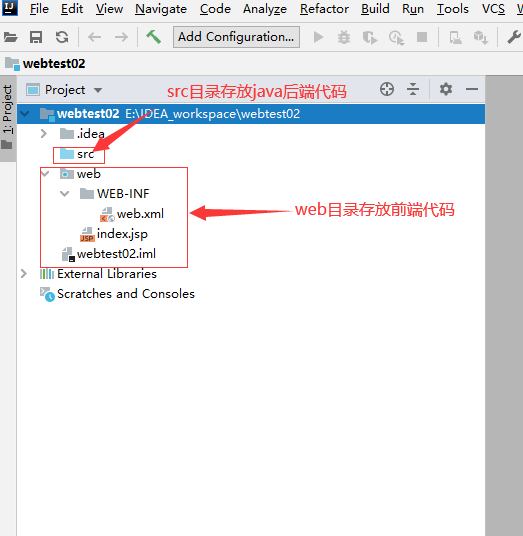 File Edit View Navigate Code Analyze Refactor Build Run Tools VCS
Add Configuration...
webtest02
1: Project
Project
src目录存放java后端代码
webtest02 E:\IDEA_workspace\webtest02
.idea
src
web
WEB-INF
web.xml
web目录存放前端代码
index.jsp
webtest02.iml
External Libraries
Scratches and Consoles